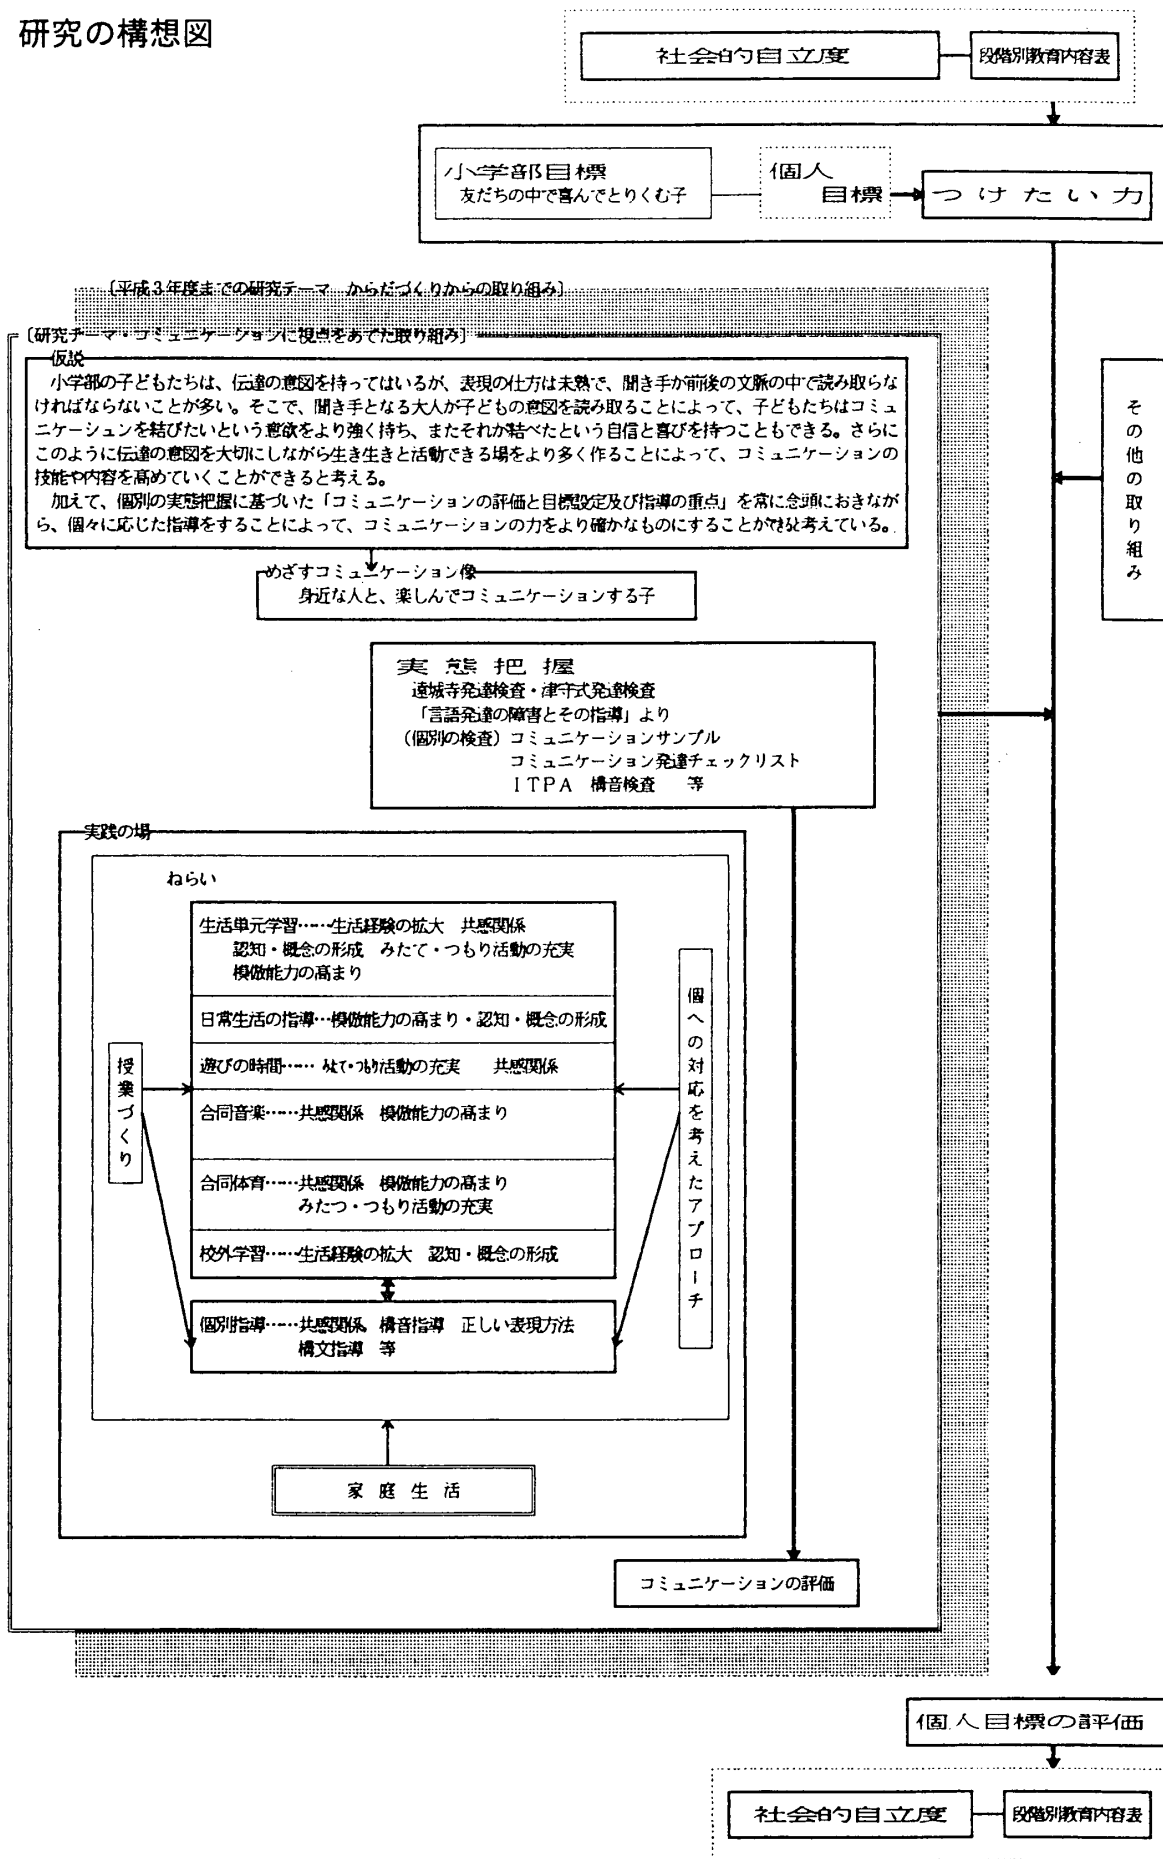 研究の構想図
社会的自立度
段階別教育内容表
小学部目標
友だちの中で喜んでとりくむ子
個人
目標
つけたい力
〔平成3年度までの研究テーマ　からだづくりからの取り組み〕
〔研究テーマ・コミュニケーションに視点をあてた取り組み〕
仮説
小学部の子どもたちは、伝達の意図を持ってはいるが、表現の仕方は未熟で、聞き手が前後の文脈の中で読み取らな
ければならないことが多い。そこで、聞き手となる大人が子どもの意図を読み取ることによって、子どもたちはコミュ
ニケーションを結びたいという意欲をより強く持ち、またそれが結べたという自信と喜びを持つこともできる。さらに
このように伝達の意図を大切にしながら生き生きと活動できる場をより多く作ることによって、コミュニケーションの
技能や内容を高めていくことができると考える。
加えて、個別の実態把握に基づいた「コミュニケーションの評価と目標設定及び指導の重点」を常に念頭におきなが
ら、個々に応じた指導をすることによって、コミュニケーションの力をより確かなものにすることができると考えている。
その他の取り組み
めざすコミュニケーション像
身近な人と、楽しんでコミュニケーションする子
実態把握
遠城寺発達検査・津守式発達検査
「言語発達の障害とその指導」より
（個別の検査）コミュニケーションサンプル
コミュニケーション発達チェックリスト
ITPA　構音検査　等
実践の場
ねらい
生活単元学習……生活経験の拡大　共感関係
認知・概念の形成　みたて・つもり活動の充実
模倣能力の高まり
日常生活の指導…模倣能力の高まり・認知・概念の形成
遊びの時間……みたて・つもり活動の充実　共感関係
合同音楽……共感関係　模倣能力の高まり
合同体育……共感関係　模倣能力の高まり
みたつ・つもり活動の充実
校外学習……生活経験の拡大　認知・概念の形成
個別指導……共感関係、構音指導　正しい表現方法
構文指導　等
授業づくり
個への対応を考えたアプローチ
家庭生活
コミュニケーションの評価
個人目標の評価
社会的自立度
段階別教育内容表